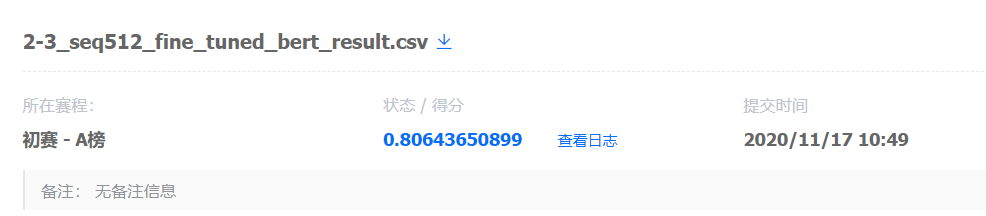 2-3_seq512_fine_tuned_bert_result.csv
所在赛程： 状态 / 得分 提交时间
初赛 - A榜 0.80643650899 查看日志 2020/11/17 10:49
备注： 无备注信息